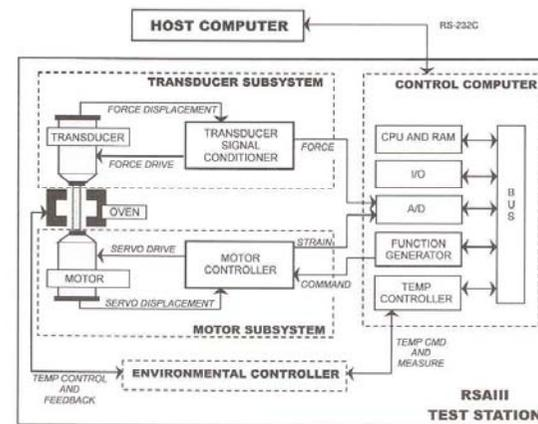 HOST COMPUTER
RS-232C
TRANSDUCER SUBSYSTEM
CONTROL COMPUTER
FORCE DISPLACEMENT
TRANSDUCER
TRANSDUCER
SIGNAL
CONDITIONER
FORCE
FORCE DRIVE
CPU AND RAM
I/O
A/D
FUNCTION
GENERATOR
TEMP
CONTROLLER
BUS
OVEN
SERVO DRIVE
STRAIN
MOTOR
CONTROLLER
COMMAND
MOTOR
SERVO DISPLACEMENT
MOTOR SUBSYSTEM
TEMP CMD
AND
MEASURE
ENVIRONMENTAL CONTROLLER
TEMP CONTROL
AND
FEEDBACK
RSAIII
TEST STATION